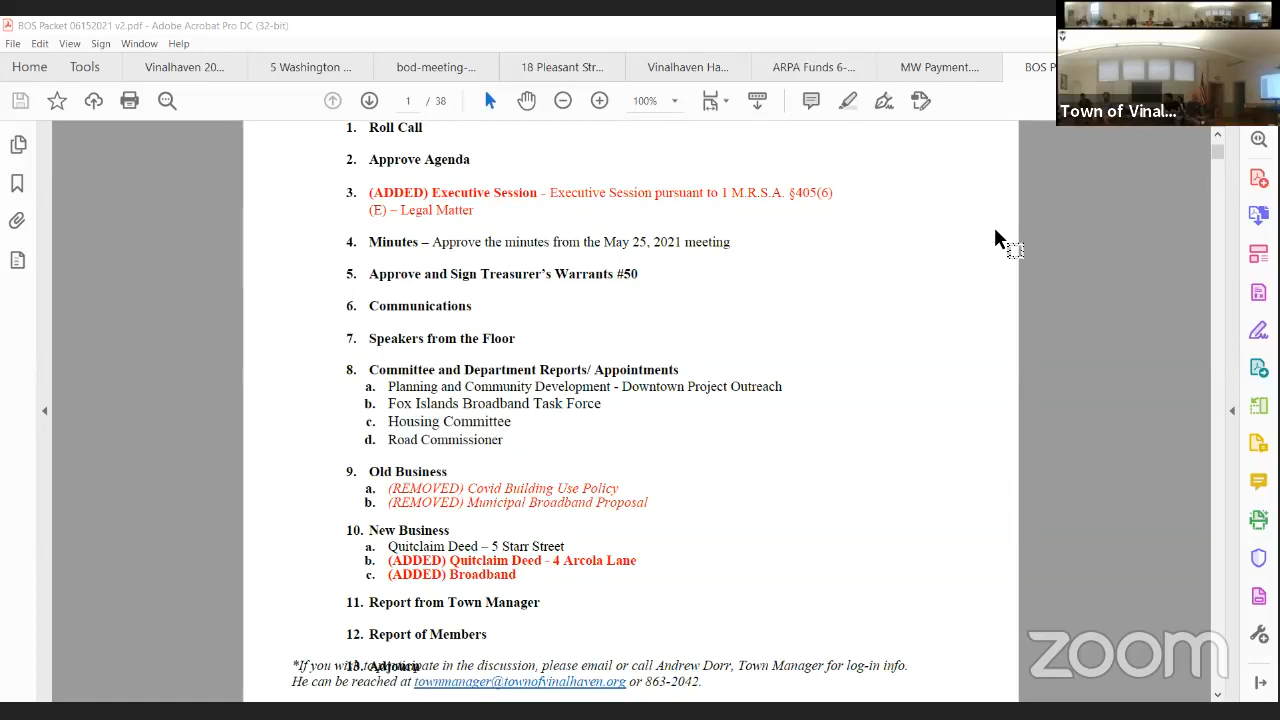 BOS Packet 06152021 v2.pdf - Adobe Acrobat Pro DC (32-bit)
File Edit View Sign Window Help
Home Tools Vinalhaven 20... 5 Washington ... bod-meeting-... 18 Pleasant Str... Vinalhaven Ha... ARPA Funds 6-... MW Payment.... BOS P
1 / 38 100%
Town of Vinal...
1. Roll Call
2. Approve Agenda
3. (ADDED) Executive Session - Executive Session pursuant to 1 M.R.S.A. §405(6)
(E) – Legal Matter
4. Minutes – Approve the minutes from the May 25, 2021 meeting
5. Approve and Sign Treasurer's Warrants #50
6. Communications
7. Speakers from the Floor
8. Committee and Department Reports/ Appointments
a. Planning and Community Development - Downtown Project Outreach
b. Fox Islands Broadband Task Force
c. Housing Committee
d. Road Commissioner
9. Old Business
a. (REMOVED) Covid Building Use Policy
b. (REMOVED) Municipal Broadband Proposal
10. New Business
a. Quitclaim Deed – 5 Starr Street
b. (ADDED) Quitclaim Deed - 4 Arcola Lane
c. (ADDED) Broadband
11. Report from Town Manager
12. Report of Members
13. Adjourn
*If you wish to participate in the discussion, please email or call Andrew Dorr, Town Manager for log-in info.
He can be reached at townmanager@townofvinalhaven.org or 863-2042.
zoom